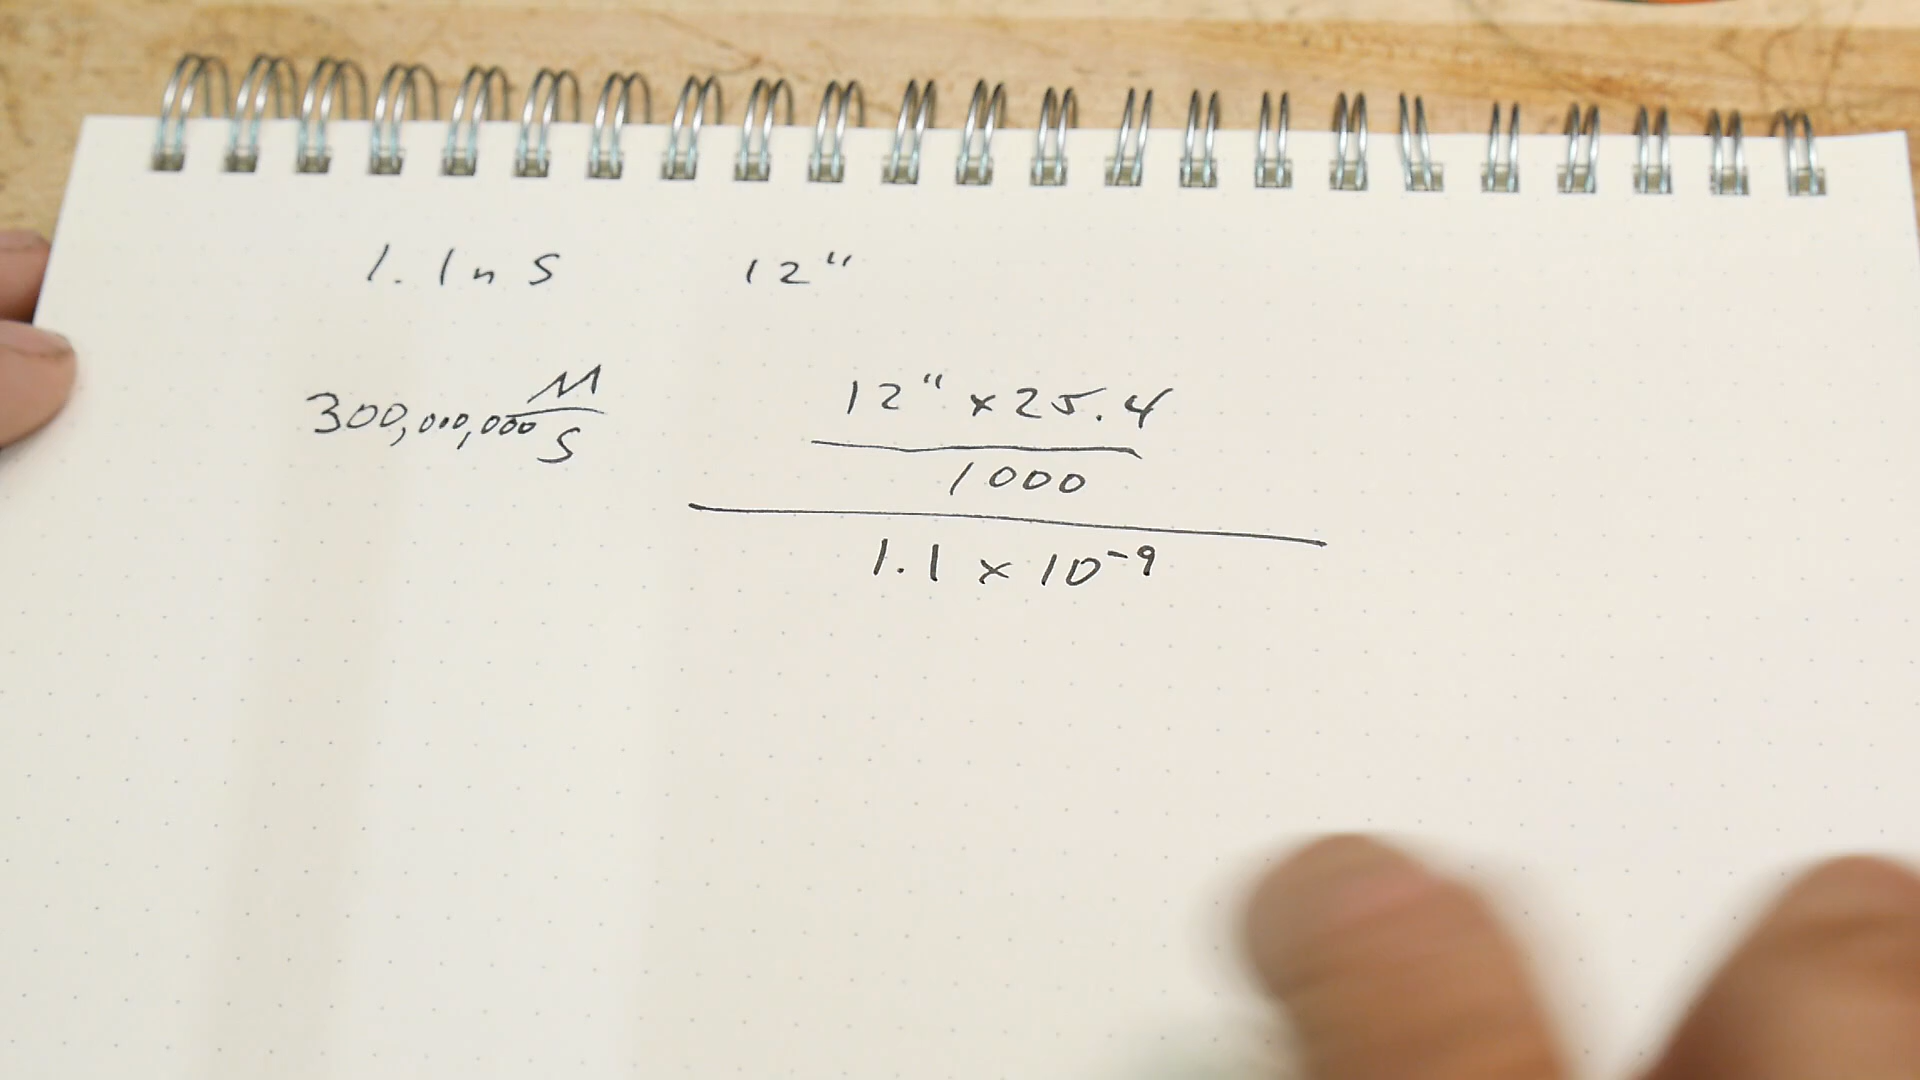 1.1nS 12"
300,000,000 M/S
12" x 25.4
1000
1.1 x 10⁻⁹